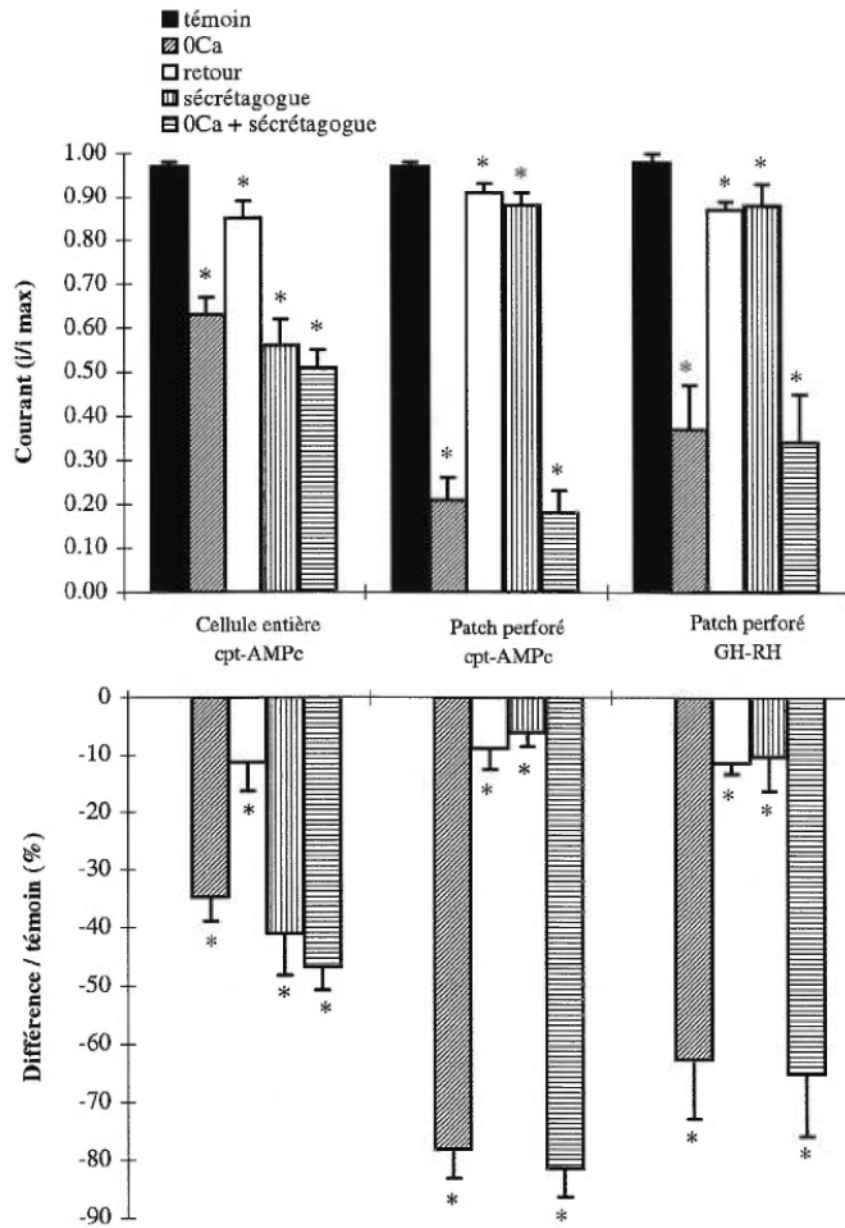 témoin
0Ca
retour
sécrétagogue
0Ca + sécrétagogue
Courant (i/i max)
1.00
0.90
0.80
0.70
0.60
0.50
0.40
0.30
0.20
0.10
0.00
* * * *
* * * *
* * * *
Cellule entière
cpt-AMPc
Patch perforé
cpt-AMPc
Patch perforé
GH-RH
Différence / témoin (%)
0
-10
-20
-30
-40
-50
-60
-70
-80
-90
* * * *
* * * *
* * * *